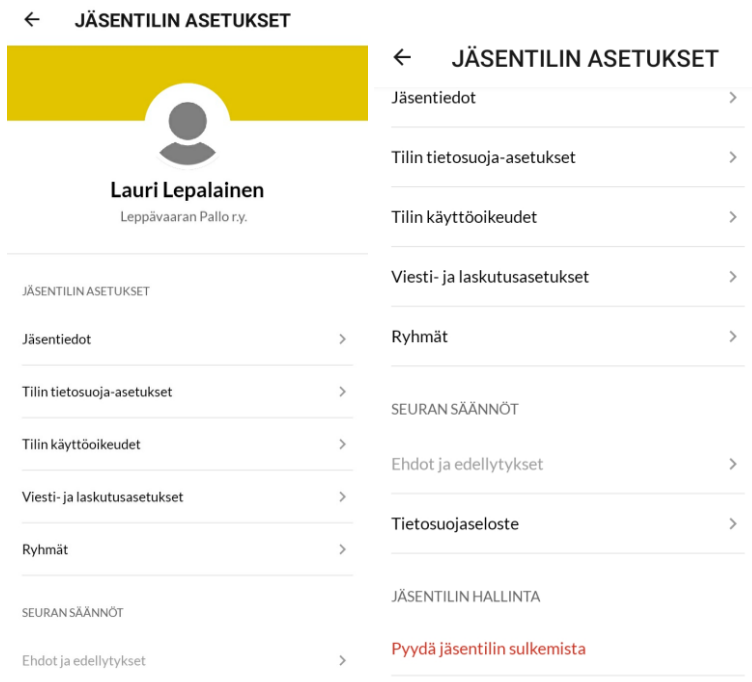 JÄSENTILIN ASETUKSET
Lauri Lepalainen
Leppävaaran Pallo r.y.
JÄSENTILIN ASETUKSET
Jäsentiedot
Tilin tietosuoja-asetukset
Tilin käyttöoikeudet
Viesti- ja laskutusasetukset
Ryhmät
SEURAN SÄÄNNÖT
Ehdot ja edellytykset
JÄSENTILIN ASETUKSET
Jäsentiedot
Tilin tietosuoja-asetukset
Tilin käyttöoikeudet
Viesti- ja laskutusasetukset
Ryhmät
SEURAN SÄÄNNÖT
Ehdot ja edellytykset
Tietosuojaseloste
JÄSENTILIN HALLINTA
Pyydä jäsentilin sulkemista